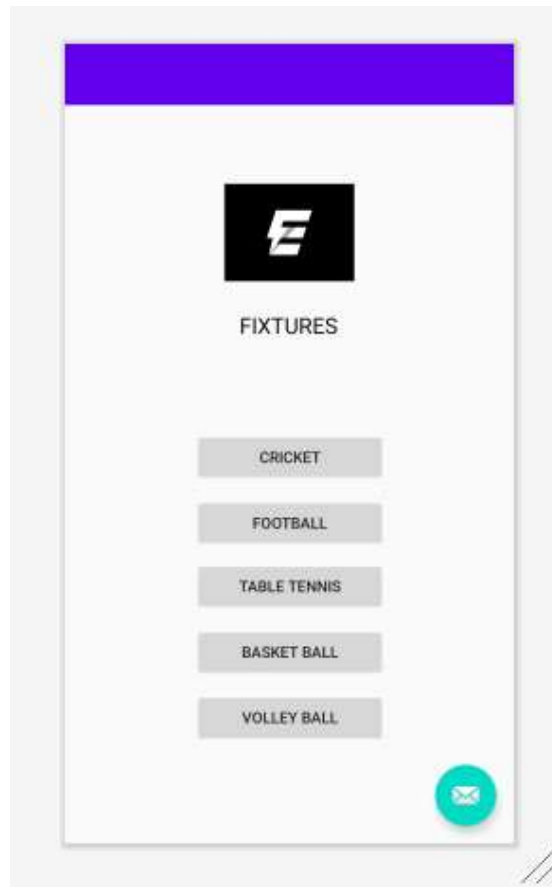 E
FIXTURES
CRICKET
FOOTBALL
TABLE TENNIS
BASKET BALL
VOLLEY BALL